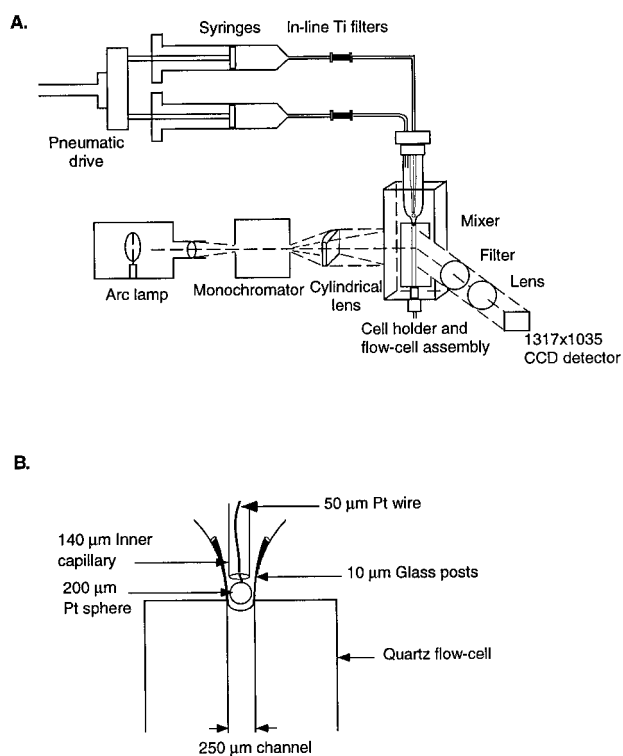 A.
Syringes
In-line Ti filters
Pneumatic
drive
Mixer
Filter
Lens
Arc lamp
Monochromator
Cylindrical
lens
Cell holder and
flow-cell assembly
1317x1035
CCD detector
B.
50 μm Pt wire
140 μm Inner
capillary
10 μm Glass posts
200 μm
Pt sphere
Quartz flow-cell
250 μm channel